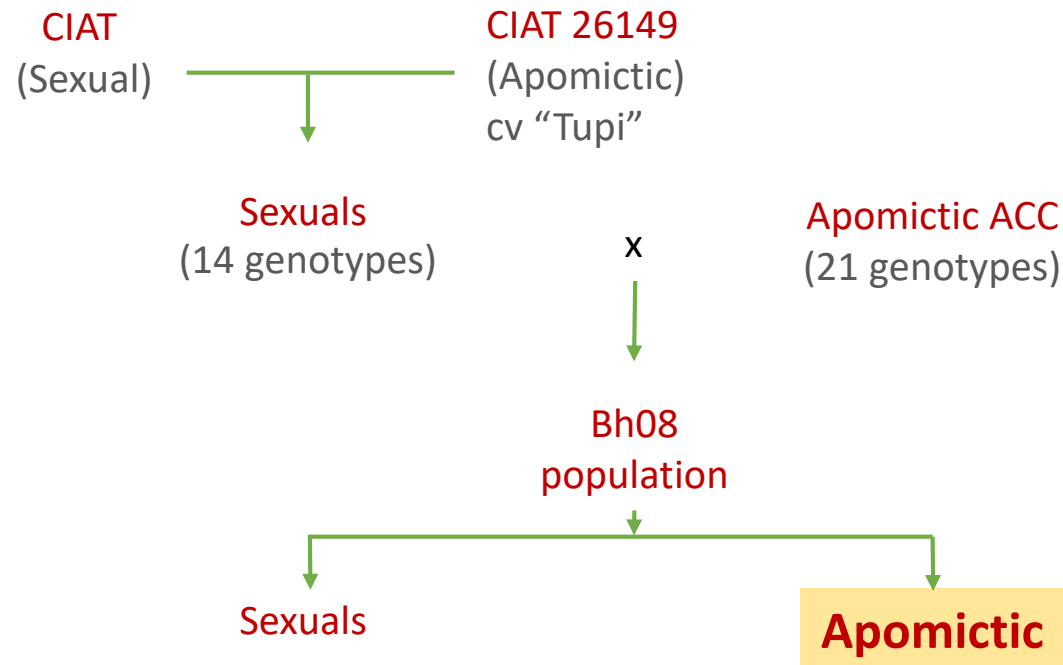 CIAT
(Sexual)
CIAT 26149
(Apomictic)
cv “Tupi”
Sexuals
(14 genotypes)
x
Apomictic ACC
(21 genotypes)
Bh08
population
Sexuals
Apomictic